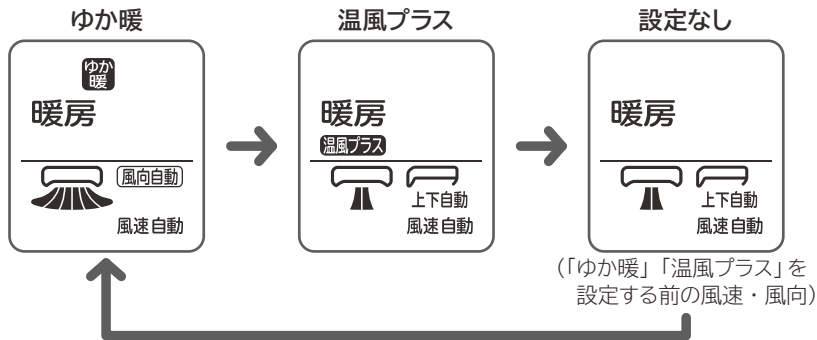 ゆか暖
ゆか
暖
暖房
風向自動
風速自動
温風プラス
暖房
温風プラス
上下自動
風速自動
設定なし
暖房
上下自動
風速自動
（「ゆか暖」「温風プラス」を
設定する前の風速・風向）